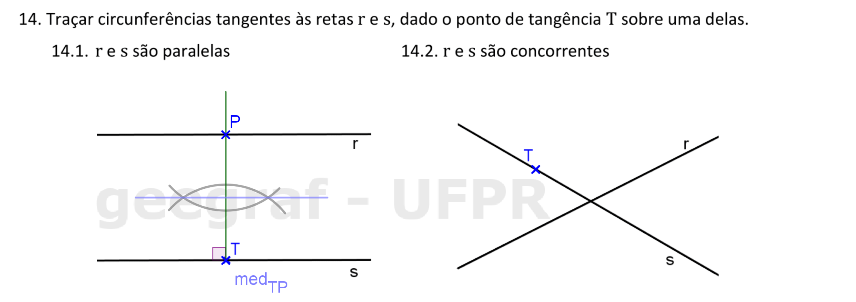 14. Traçar circunferências tangentes às retas r e s, dado o ponto de tangência T sobre uma delas.
14.1. r e s são paralelas
14.2. r e s são concorrentes
P
r
T
s
med_TP
T
r
s
geegraf - UFPR